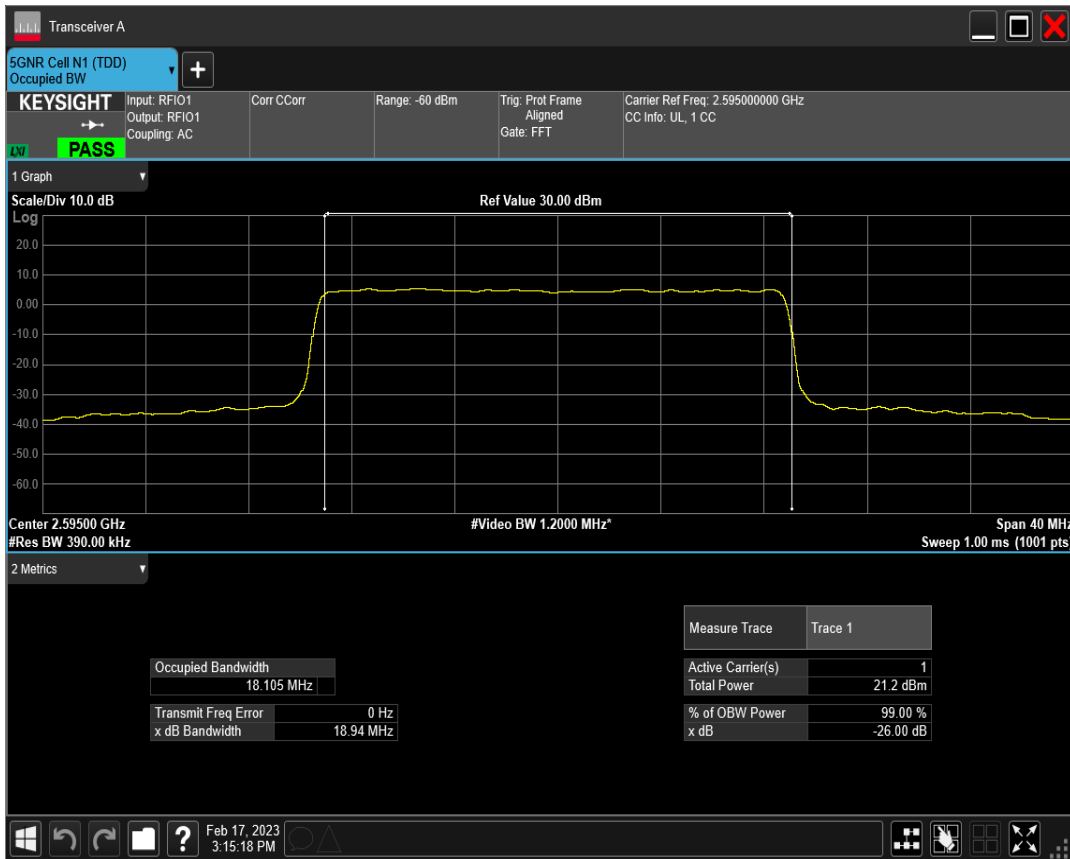 Transceiver A
5GNR Cell N1 (TDD)
Occupied BW
KEYSIGHT
LXI
PASS
Input: RFIO1
Output: RFIO1
Coupling: AC
Corr CCorr
Range: -60 dBm
Trig: Prot Frame
Aligned
Gate: FFT
Carrier Ref Freq: 2.595000000 GHz
CC Info: UL, 1 CC
1 Graph
Scale/Div 10.0 dB
Ref Value 30.00 dBm
Log
20.0
10.0
0.00
-10.0
-20.0
-30.0
-40.0
-50.0
-60.0
Center 2.59500 GHz
#Video BW 1.2000 MHz*
Span 40 MHz
#Res BW 390.00 kHz
Sweep 1.00 ms (1001 pts)
2 Metrics
Measure Trace Trace 1
Occupied Bandwidth
18.105 MHz
Active Carrier(s) 1
Total Power 21.2 dBm
Transmit Freq Error 0 Hz
x dB Bandwidth 18.94 MHz
% of OBW Power 99.00 %
x dB -26.00 dB
?
Feb 17, 2023
3:15:18 PM